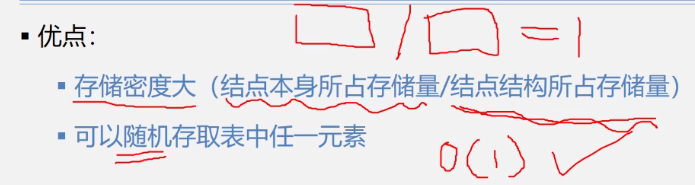 ▪ 优点：
□/□=1
▪ 存储密度大（结点本身所占存储量/结点结构所占存储量）
▪ 可以随机存取表中任一元素
O(1)✓